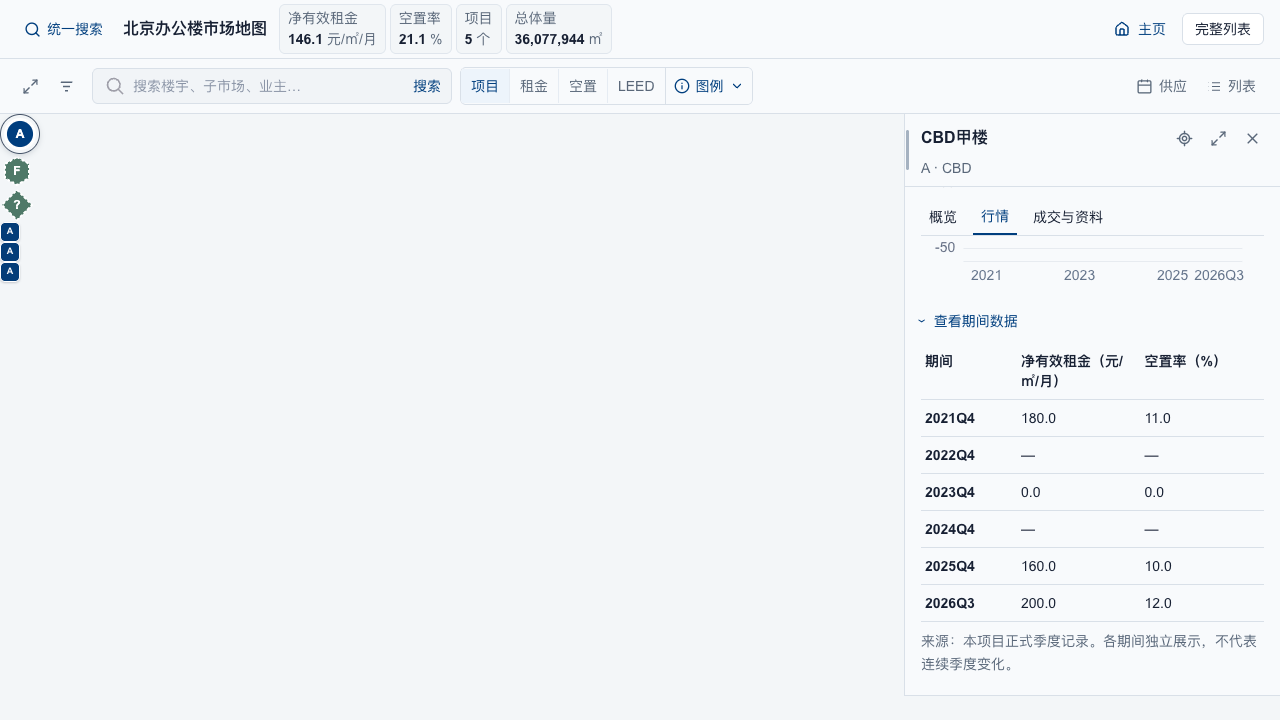 统一搜索
北京办公楼市场地图
净有效租金
146.1 元/㎡/月
空置率
21.1 %
项目
5 个
总体量
36,077,944 ㎡
主页
完整列表
搜索楼宇、子市场、业主…
搜索
项目
租金
空置
LEED
图例
供应
列表
A
F
?
A
A
A
CBD甲楼
A · CBD
概览
行情
成交与资料
-50
2021 2023 2025 2026Q3
查看期间数据
期间 净有效租金（元/㎡/月） 空置率（%）
2021Q4 180.0 11.0
2022Q4 — —
2023Q4 0.0 0.0
2024Q4 — —
2025Q4 160.0 10.0
2026Q3 200.0 12.0
来源：本项目正式季度记录。各期间独立展示，不代表
连续季度变化。